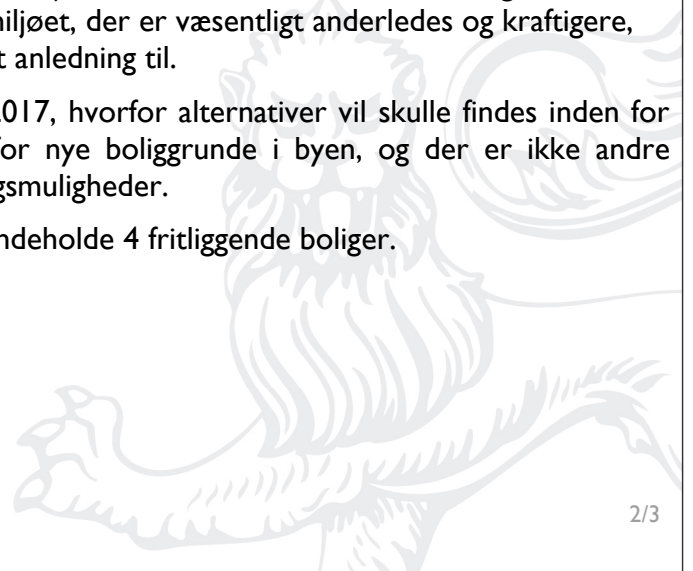 miljøet, der er væsentligt anderledes og kraftigere,
t anledning til.
2017, hvorfor alternativer vil skulle findes inden for
for nye boliggrunde i byen, og der er ikke andre
gsmuligheder.
ndeholde 4 fritliggende boliger.
2/3